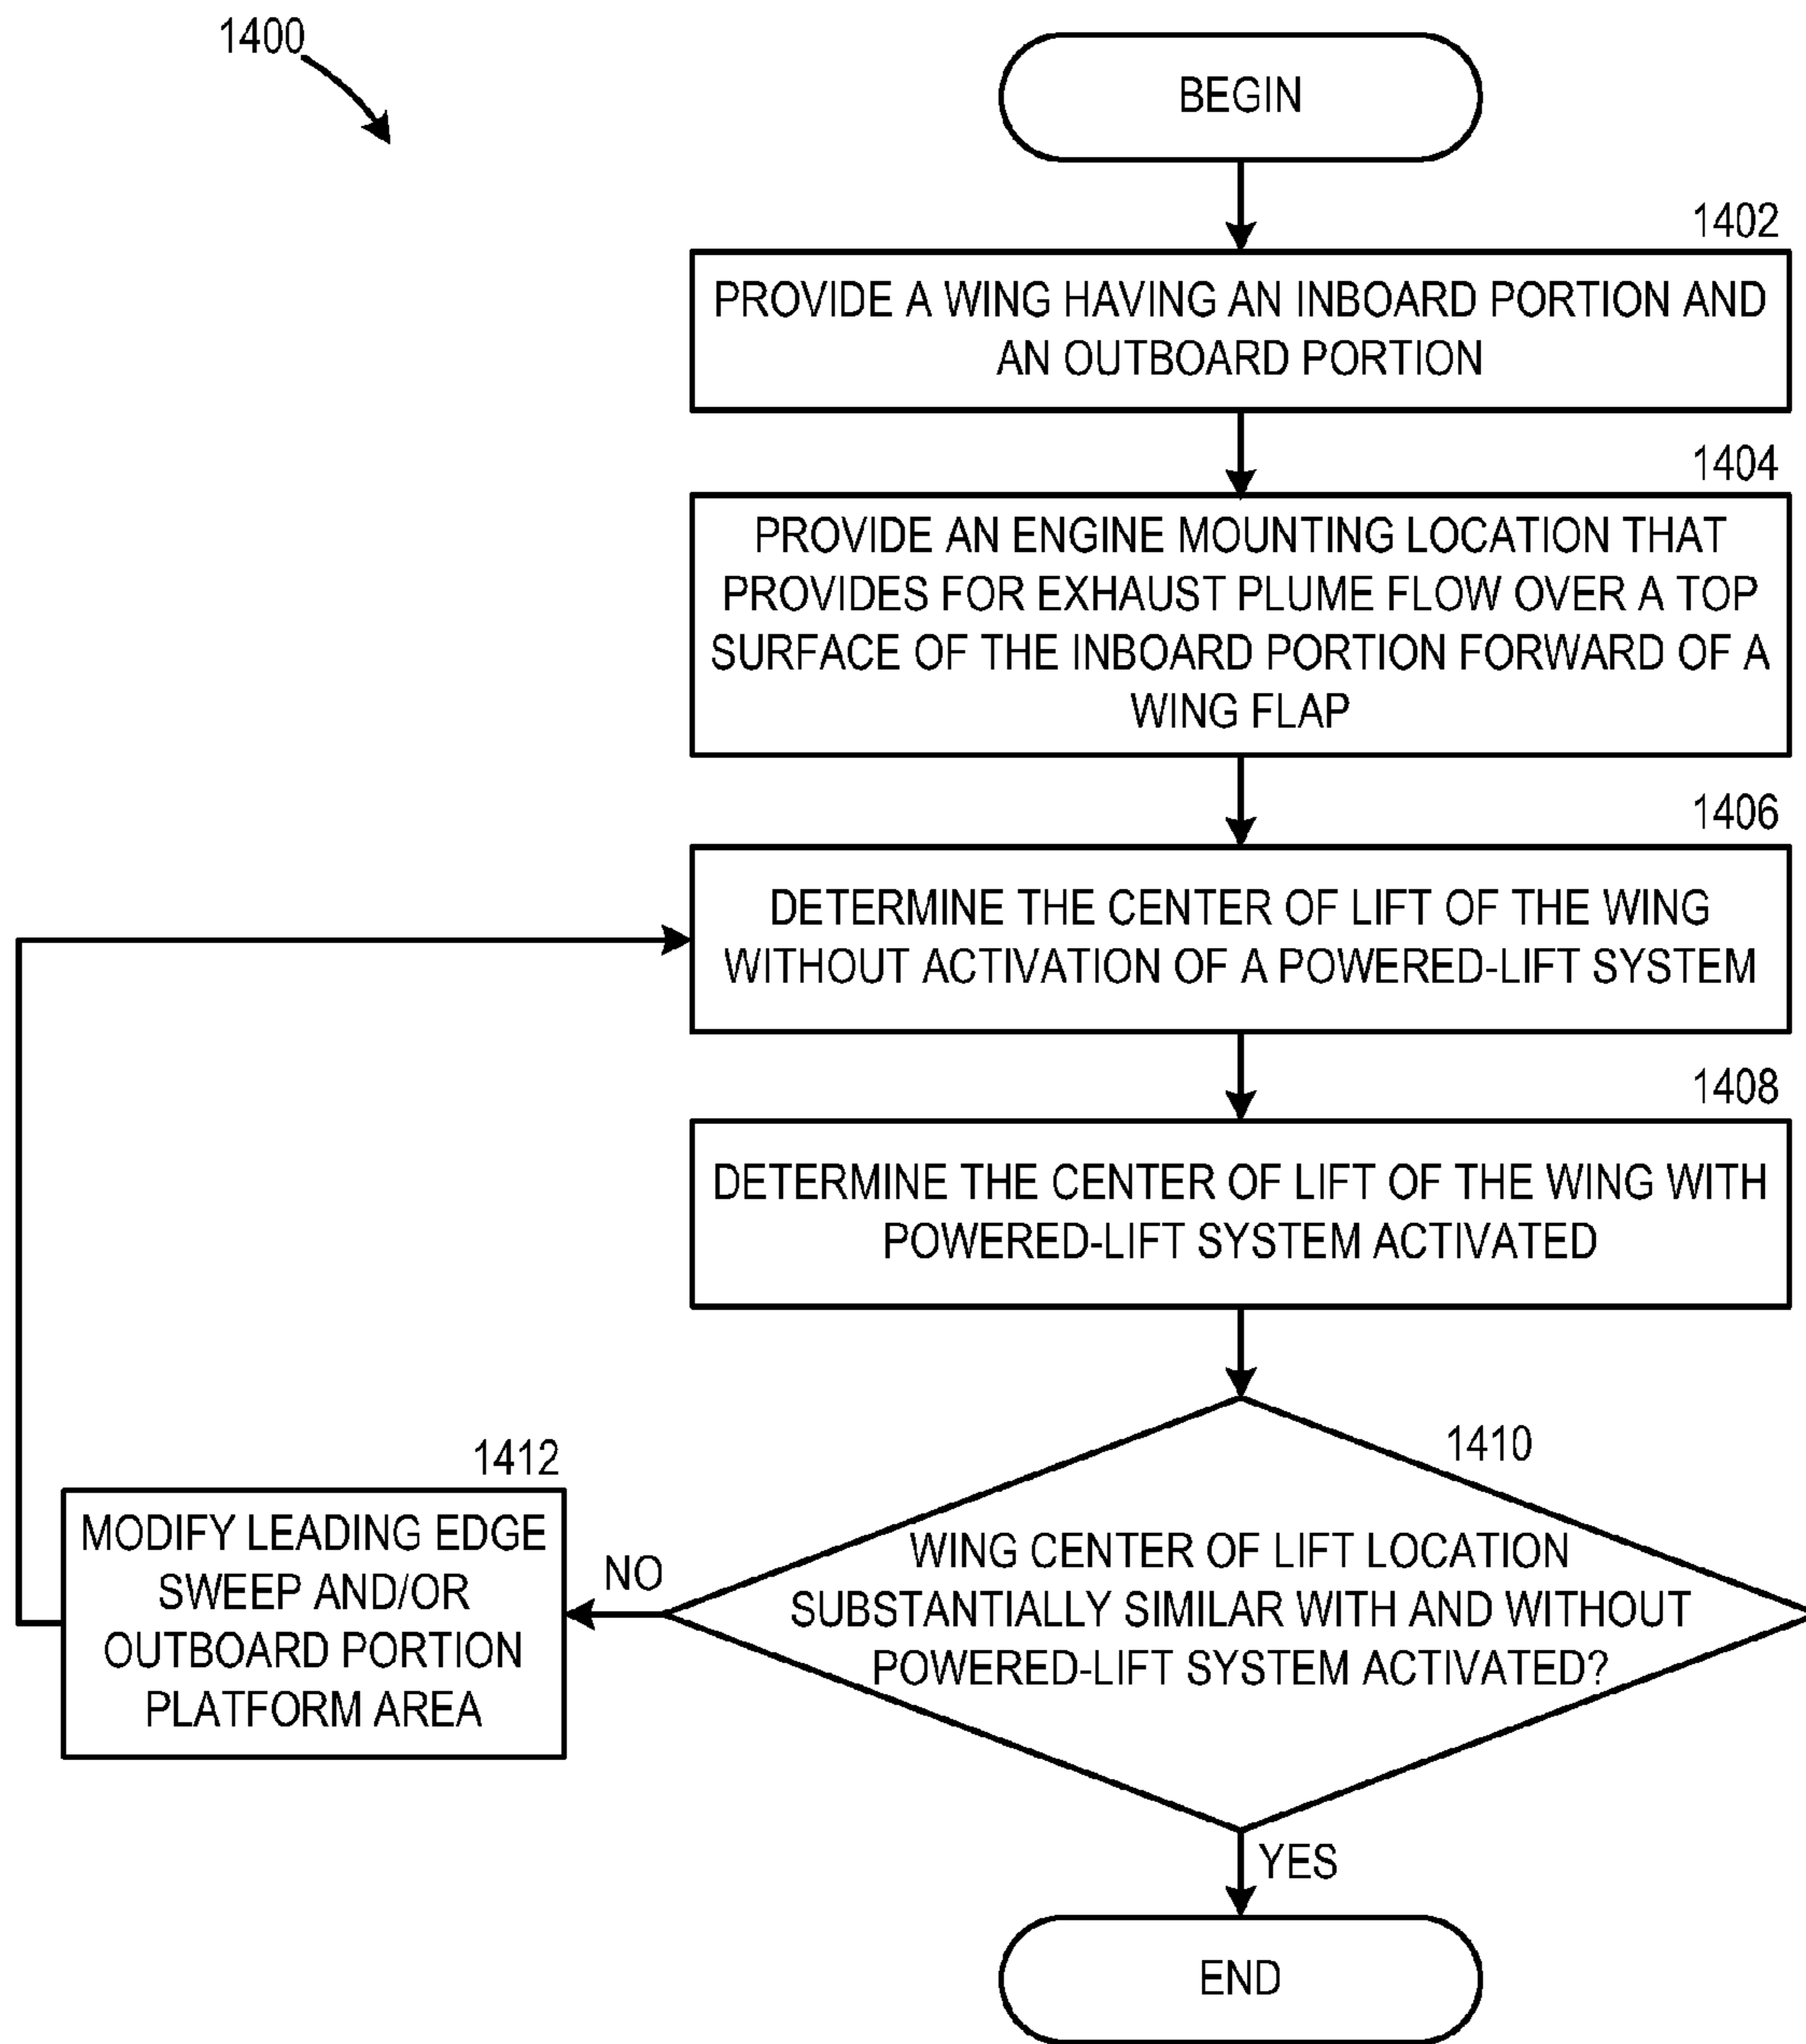 1400
BEGIN
1402
PROVIDE A WING HAVING AN INBOARD PORTION AND
AN OUTBOARD PORTION
1404
PROVIDE AN ENGINE MOUNTING LOCATION THAT
PROVIDES FOR EXHAUST PLUME FLOW OVER A TOP
SURFACE OF THE INBOARD PORTION FORWARD OF A
WING FLAP
1406
DETERMINE THE CENTER OF LIFT OF THE WING
WITHOUT ACTIVATION OF A POWERED-LIFT SYSTEM
1408
DETERMINE THE CENTER OF LIFT OF THE WING WITH
POWERED-LIFT SYSTEM ACTIVATED
1410
WING CENTER OF LIFT LOCATION
SUBSTANTIALLY SIMILAR WITH AND WITHOUT
POWERED-LIFT SYSTEM ACTIVATED?
NO
1412
MODIFY LEADING EDGE
SWEEP AND/OR
OUTBOARD PORTION
PLATFORM AREA
YES
END